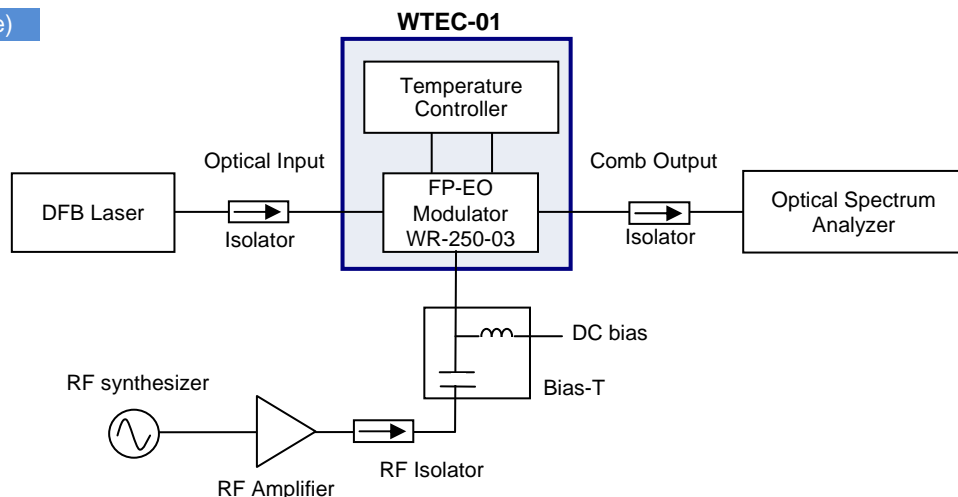 e)
WTEC-01
Temperature
Controller
Optical Input
Comb Output
DFB Laser
Isolator
FP-EO
Modulator
WR-250-03
Isolator
Optical Spectrum
Analyzer
DC bias
Bias-T
RF synthesizer
RF Isolator
RF Amplifier